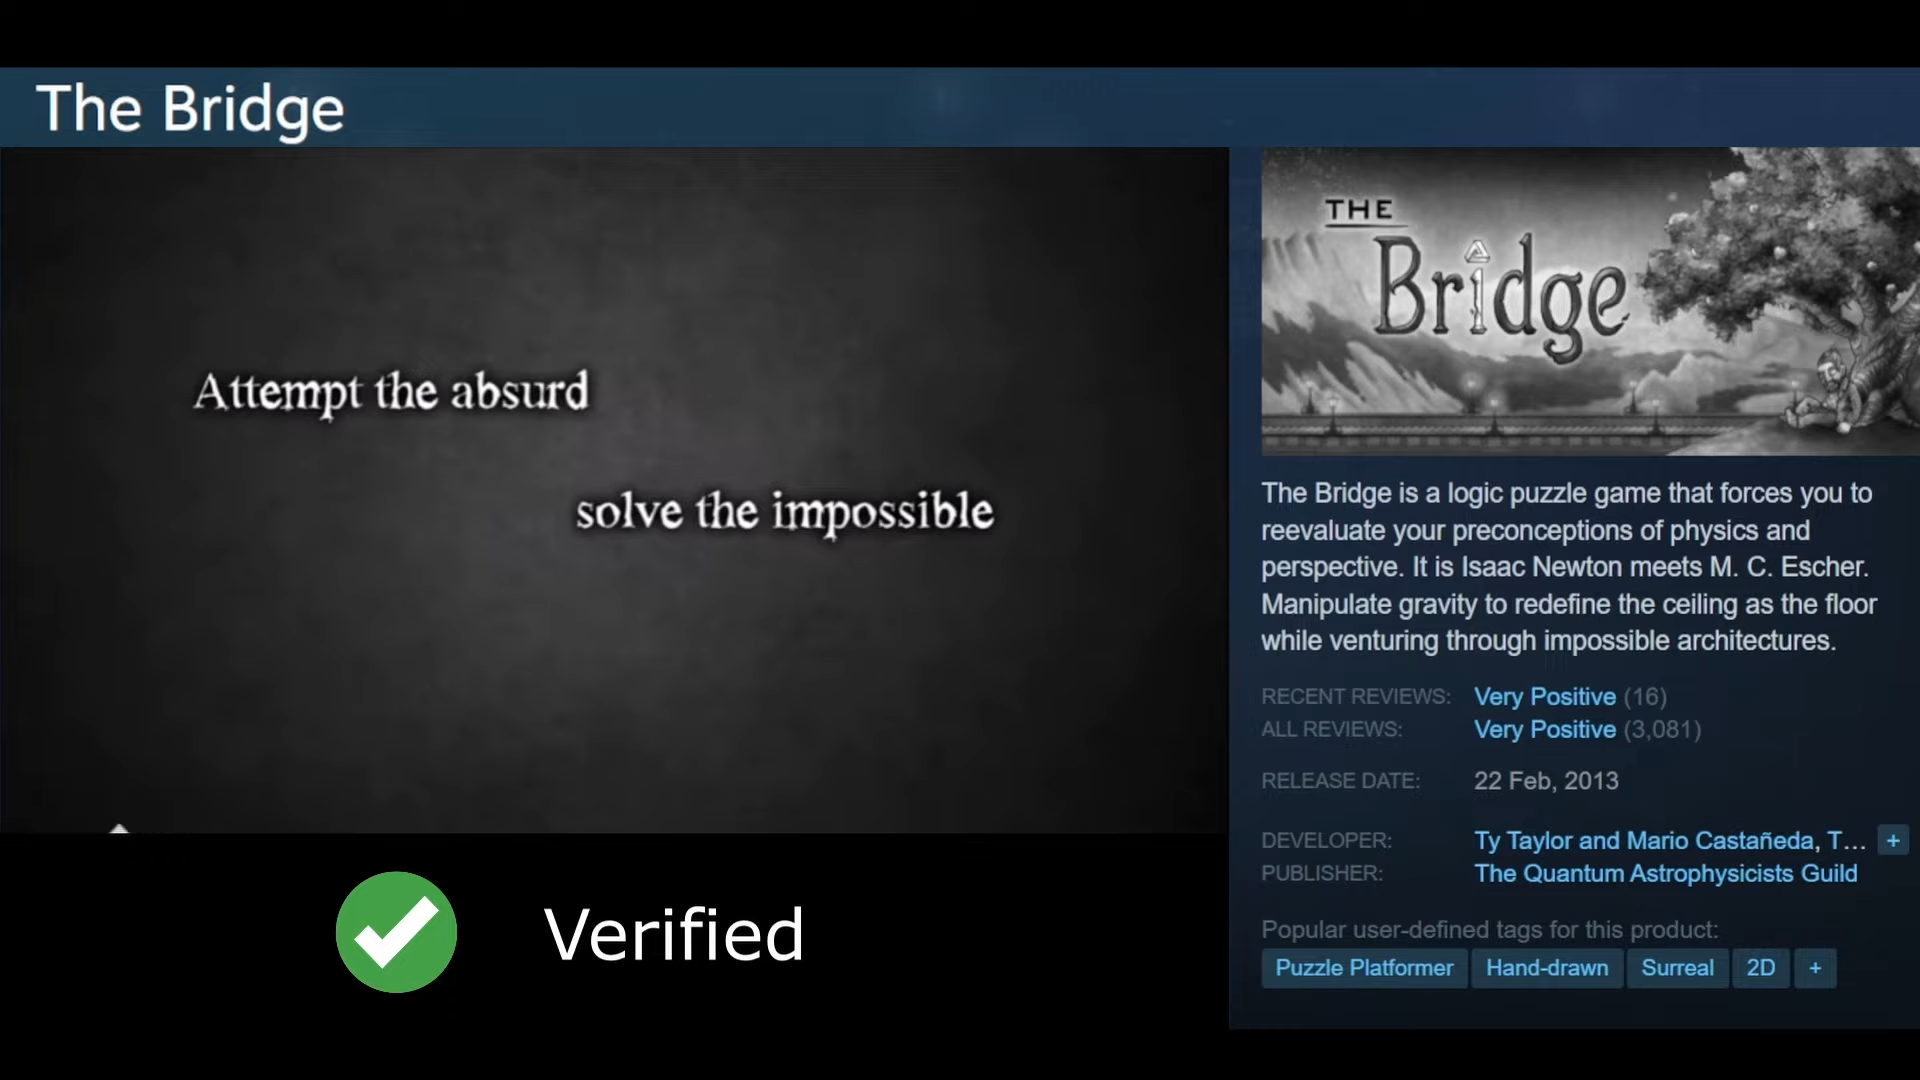 The Bridge
Attempt the absurd
solve the impossible
THE
Bridge
The Bridge is a logic puzzle game that forces you to
reevaluate your preconceptions of physics and
perspective. It is Isaac Newton meets M. C. Escher.
Manipulate gravity to redefine the ceiling as the floor
while venturing through impossible architectures.
RECENT REVIEWS: Very Positive (16)
ALL REVIEWS: Very Positive (3,081)
RELEASE DATE: 22 Feb, 2013
DEVELOPER: Ty Taylor and Mario Castañeda, T... +
PUBLISHER: The Quantum Astrophysicists Guild
Popular user-defined tags for this product:
Puzzle Platformer Hand-drawn Surreal 2D +
Verified